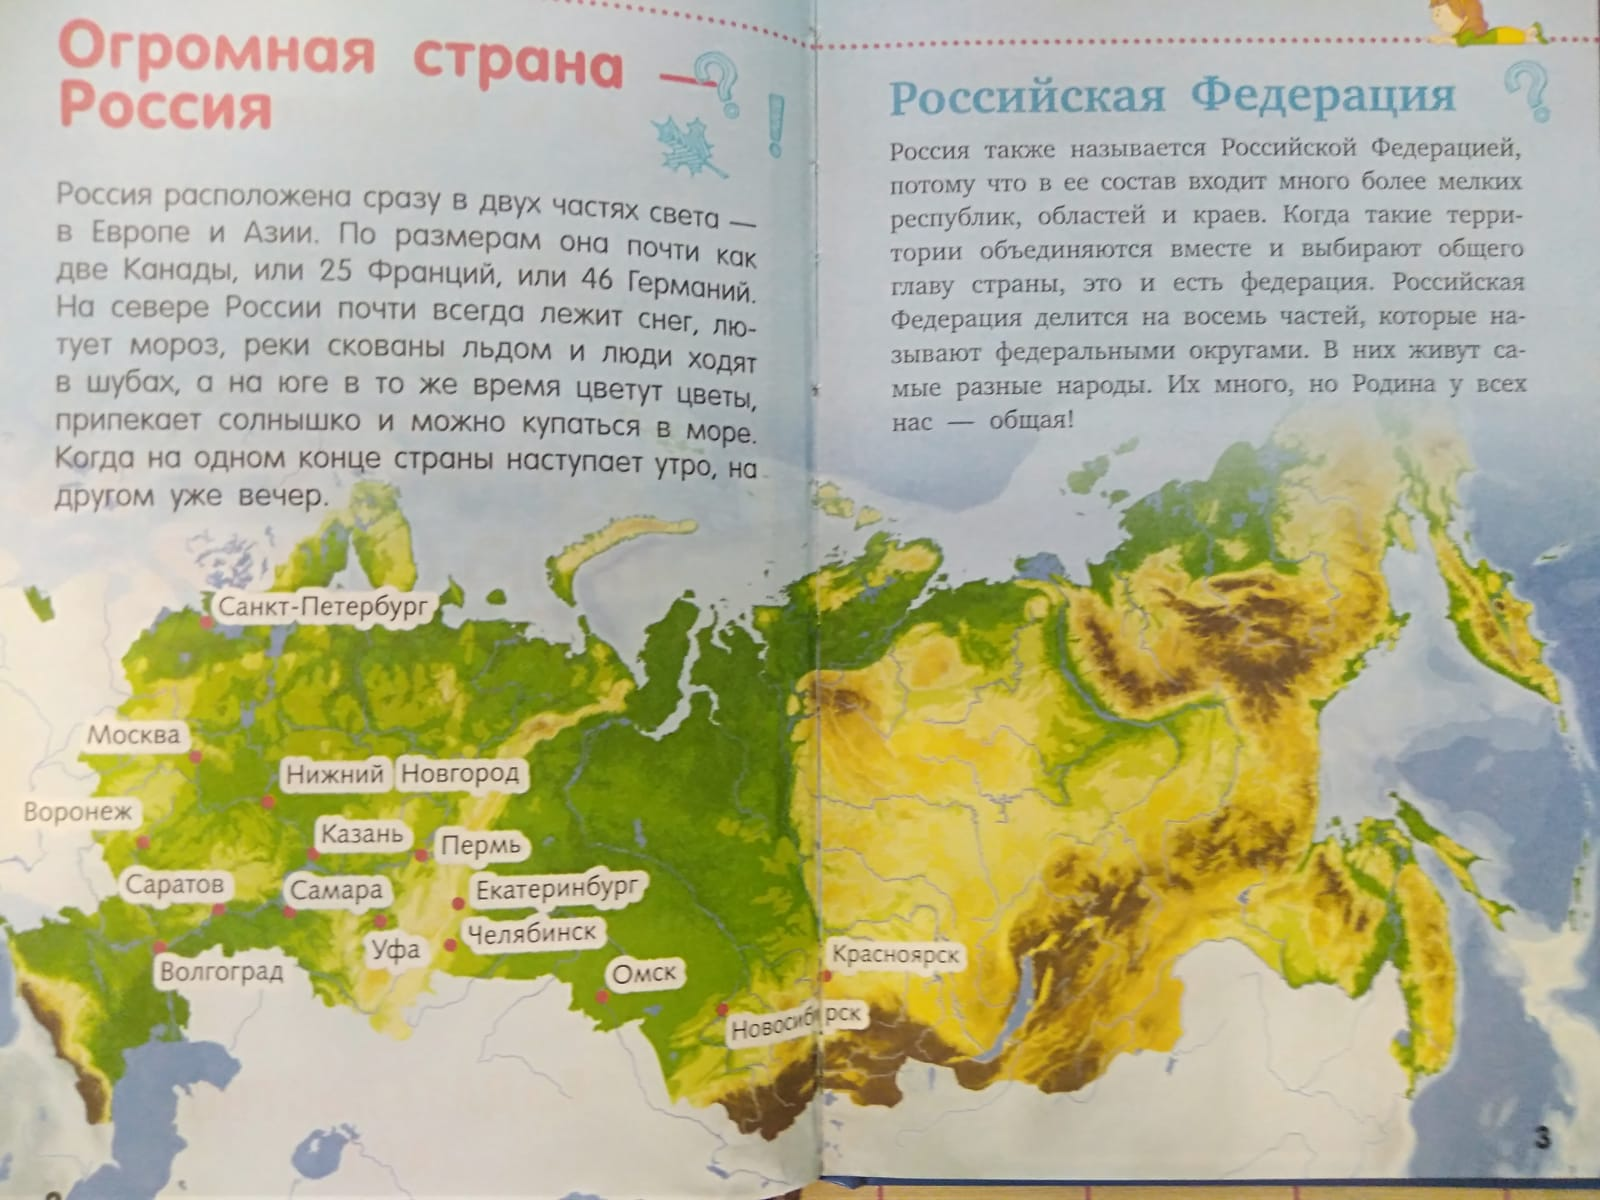 Огромная страна —
Россия
Россия расположена сразу в двух частях света —
в Европе и Азии. По размерам она почти как
две Канады, или 25 Франций, или 46 Германий.
На севере России почти всегда лежит снег, лю-
тует мороз, реки скованы льдом и люди ходят
в шубах, а на юге в то же время цветут цветы,
припекает солнышко и можно купаться в море.
Когда на одном конце страны наступает утро, на
другом уже вечер.
Санкт-Петербург
Москва
Нижний Новгород
Воронеж
Казань
Пермь
Саратов
Самара
Екатеринбург
Челябинск
Уфа
Волгоград
Омск
Новосибирск
Красноярск
Российская Федерация
Россия также называется Российской Федерацией,
потому что в ее состав входит много более мелких
республик, областей и краев. Когда такие терри-
тории объединяются вместе и выбирают общего
главу страны, это и есть федерация. Российская
Федерация делится на восемь частей, которые на-
зывают федеральными округами. В них живут са-
мые разные народы. Их много, но Родина у всех
нас — общая!
3